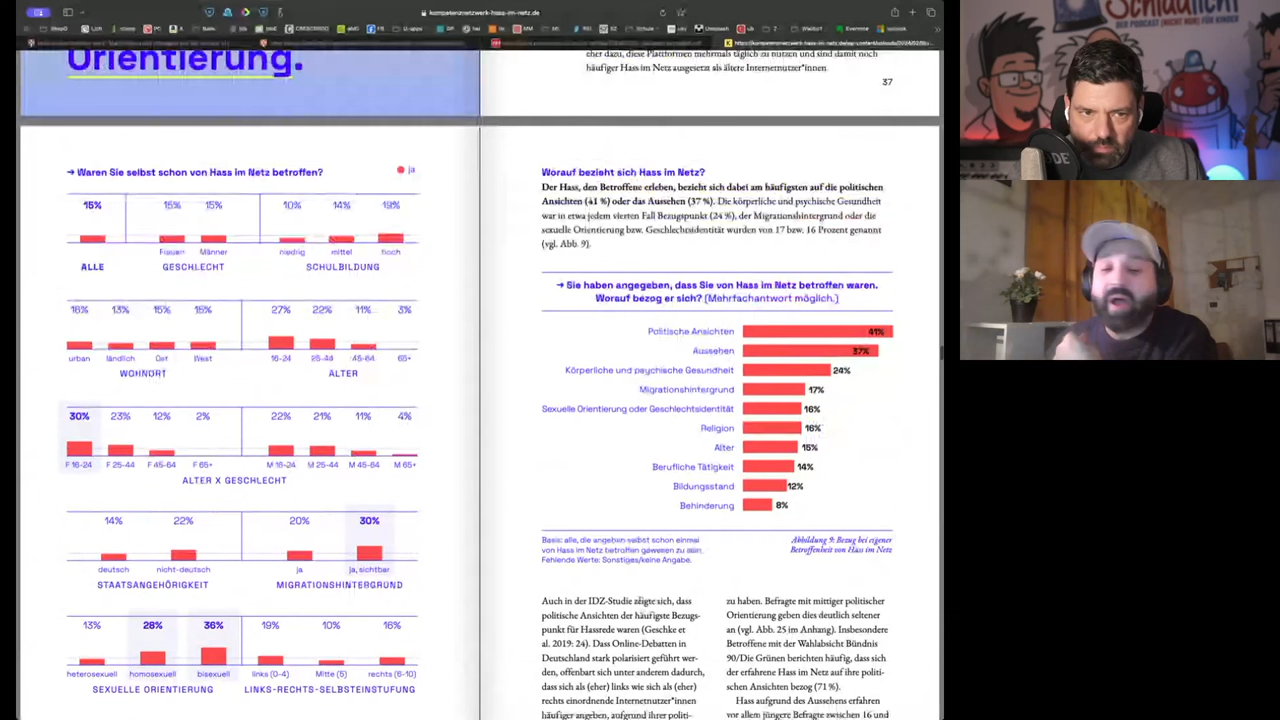 kompetenznetzwerk-hass-im-netz.de
Orientierung.
eher dazu, diese Plattformen mehrmals täglich zu nutzen und sind damit noch
häufiger Hass im Netz ausgesetzt als ältere Internetnutzer*innen.
37
→ Waren Sie selbst schon von Hass im Netz betroffen?
ja
15% 15% 15% 10% 14% 19%
Frauen Männer niedrig mittel hoch
ALLE GESCHLECHT SCHULBILDUNG
16% 13% 15% 15% 27% 22% 11% 3%
urban ländlich Ost West 16-24 25-44 45-64 65+
WOHNORT ALTER
30% 23% 12% 2% 22% 21% 11% 4%
F 16-24 F 25-44 F 45-64 F 65+ M 16-24 M 25-44 M 45-64 M 65+
ALTER X GESCHLECHT
14% 22% 20% 30%
deutsch nicht-deutsch ja ja, sichtbar
STAATSANGEHÖRIGKEIT MIGRATIONSHINTERGRUND
13% 28% 36% 19% 10% 16%
heterosexuell homosexuell bisexuell links (0-4) Mitte (5) rechts (6-10)
SEXUELLE ORIENTIERUNG LINKS-RECHTS-SELBSTEINSTUFUNG
Worauf bezieht sich Hass im Netz?
Der Hass, den Betroffene erleben, bezieht sich dabei am häufigsten auf die politischen
Ansichten (41 %) oder das Aussehen (37 %). Die körperliche und psychische Gesundheit
war in etwa jedem vierten Fall Bezugspunkt (24 %), der Migrationshintergrund oder die
sexuelle Orientierung bzw. Geschlechtsidentität wurden von 17 bzw. 16 Prozent genannt
(vgl. Abb. 9).
→ Sie haben angegeben, dass Sie von Hass im Netz betroffen waren.
Worauf bezog er sich? (Mehrfachantwort möglich.)
Politische Ansichten 41%
Aussehen 37%
Körperliche und psychische Gesundheit 24%
Migrationshintergrund 17%
Sexuelle Orientierung oder Geschlechtsidentität 16%
Religion 16%
Alter 15%
Berufliche Tätigkeit 14%
Bildungsstand 12%
Behinderung 8%
Basis: alle, die angeben selbst schon einmal
von Hass im Netz betroffen gewesen zu sein.
Fehlende Werte: Sonstiges/keine Angabe.
Abbildung 9: Bezug bei eigener
Betroffenheit von Hass im Netz
Auch in der IDZ-Studie zeigte sich, dass
politische Ansichten der häufigste Bezugs-
punkt für Hassrede waren (Geschke et
al. 2019: 24). Dass Online-Debatten in
Deutschland stark polarisiert geführt wer-
den, offenbart sich unter anderem dadurch,
dass sich als (eher) links wie sich als (eher)
rechts einordnende Internetnutzer*innen
häufiger angeben, aufgrund ihrer politi-
zu haben. Befragte mit mittiger politischer
Orientierung geben dies deutlich seltener
an (vgl. Abb. 25 im Anhang). Insbesondere
Betroffene mit der Wahlabsicht Bündnis
90/Die Grünen berichten häufig, dass sich
der erfahrene Hass im Netz auf ihre politi-
schen Ansichten bezog (71 %).
Hass aufgrund des Aussehens erfahren
vor allem jüngere Befragte zwischen 16 und
DER PODCAST (NICHT NUR) FÜR KINDER